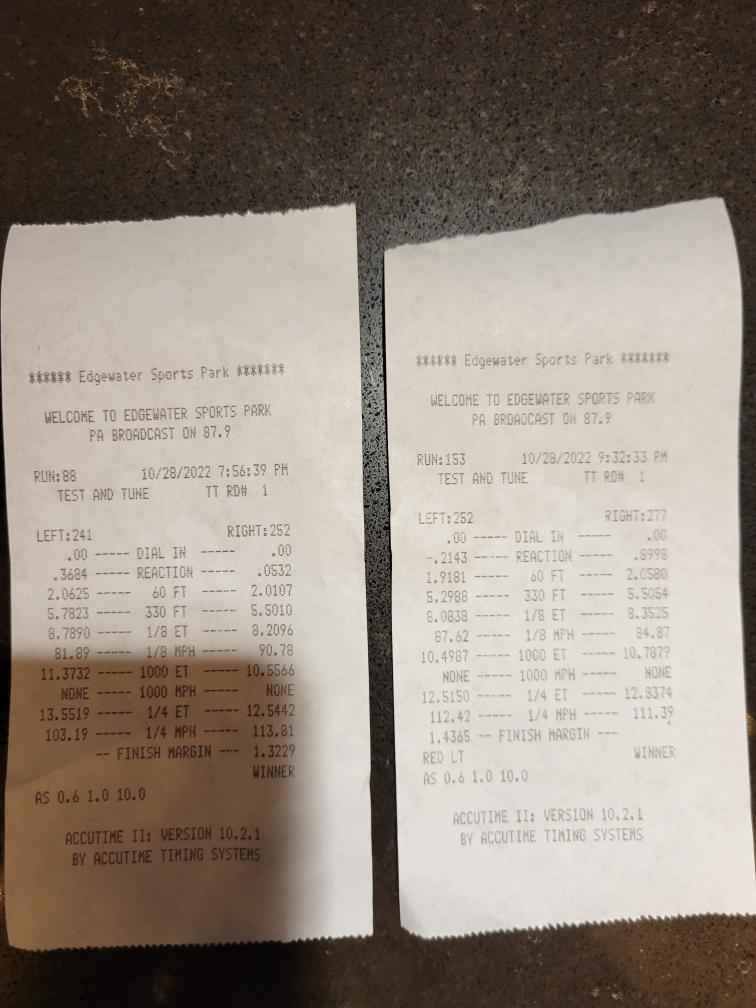 ****** Edgewater Sports Park *******
WELCOME TO EDGEWATER SPORTS PARK
PA BROADCAST ON 87.9
RUN:88 10/28/2022 7:56:39 PM
TEST AND TUNE TT RD# 1
LEFT:241 RIGHT:252
.00 ----- DIAL IN ----- .00
.3684 ----- REACTION ----- .0532
2.0625 ----- 60 FT ----- 2.0107
5.7823 ----- 330 FT ----- 5.5010
8.7890 ----- 1/8 ET ----- 8.2096
81.89 ----- 1/8 MPH ----- 90.78
11.3732 ----- 1000 ET ----- 10.5566
NONE ----- 1000 MPH ----- NONE
13.5519 ----- 1/4 ET ----- 12.5442
103.19 ----- 1/4 MPH ----- 113.81
-- FINISH MARGIN --- 1.3229
WINNER
AS 0.6 1.0 10.0
ACCUTIME II: VERSION 10.2.1
BY ACCUTIME TIMING SYSTEMS
****** Edgewater Sports Park *******
WELCOME TO EDGEWATER SPORTS PARK
PA BROADCAST ON 87.9
RUN:153 10/28/2022 9:32:33 PM
TEST AND TUNE TT RD# 1
LEFT:252 RIGHT:277
.00 ----- DIAL IN ----- .00
-.2143 ----- REACTION ----- .8998
1.9181 ----- 60 FT ----- 2.0580
5.2988 ----- 330 FT ----- 5.5054
8.0838 ----- 1/8 ET ----- 8.3525
87.62 ----- 1/8 MPH ----- 84.87
10.4987 ----- 1000 ET ----- 10.7879
NONE ----- 1000 MPH ----- NONE
12.5150 ----- 1/4 ET ----- 12.8374
112.42 ----- 1/4 MPH ----- 111.39
1.4365 -- FINISH MARGIN ---
RED LT WINNER
AS 0.6 1.0 10.0
ACCUTIME II: VERSION 10.2.1
BY ACCUTIME TIMING SYSTEMS